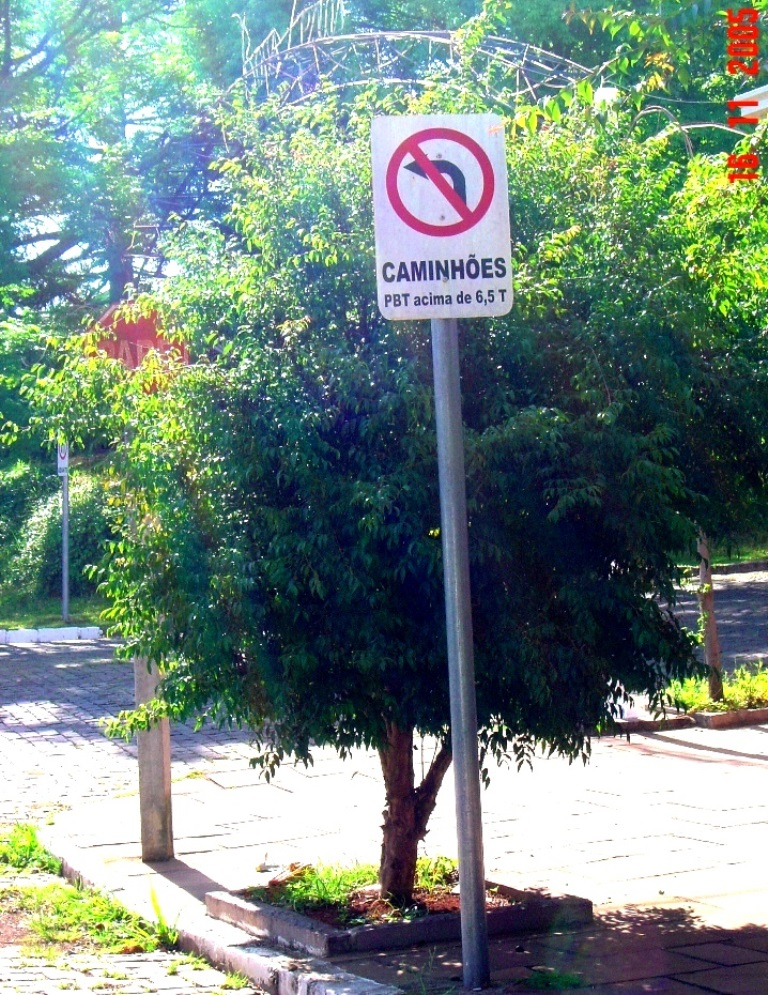 CAMINHÕES
PBT acima de 6,5 T
15 11 2005